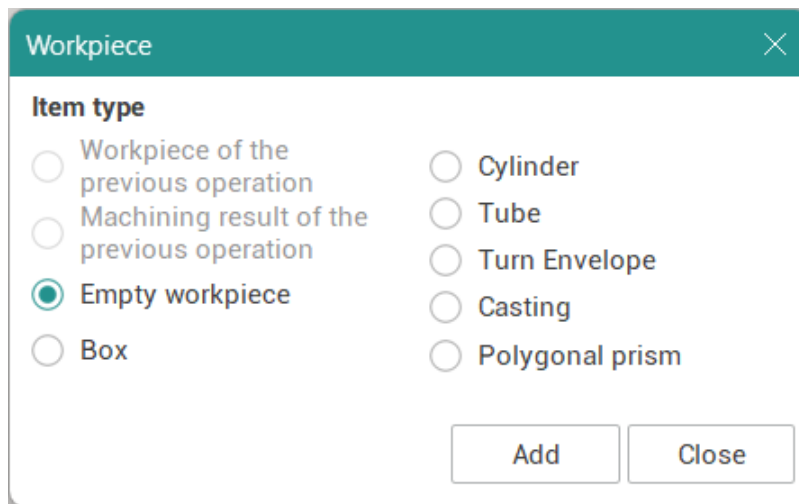 Workpiece
Item type
Workpiece of the
previous operation
Machining result of the
previous operation
Empty workpiece
Box
Cylinder
Tube
Turn Envelope
Casting
Polygonal prism
Add
Close